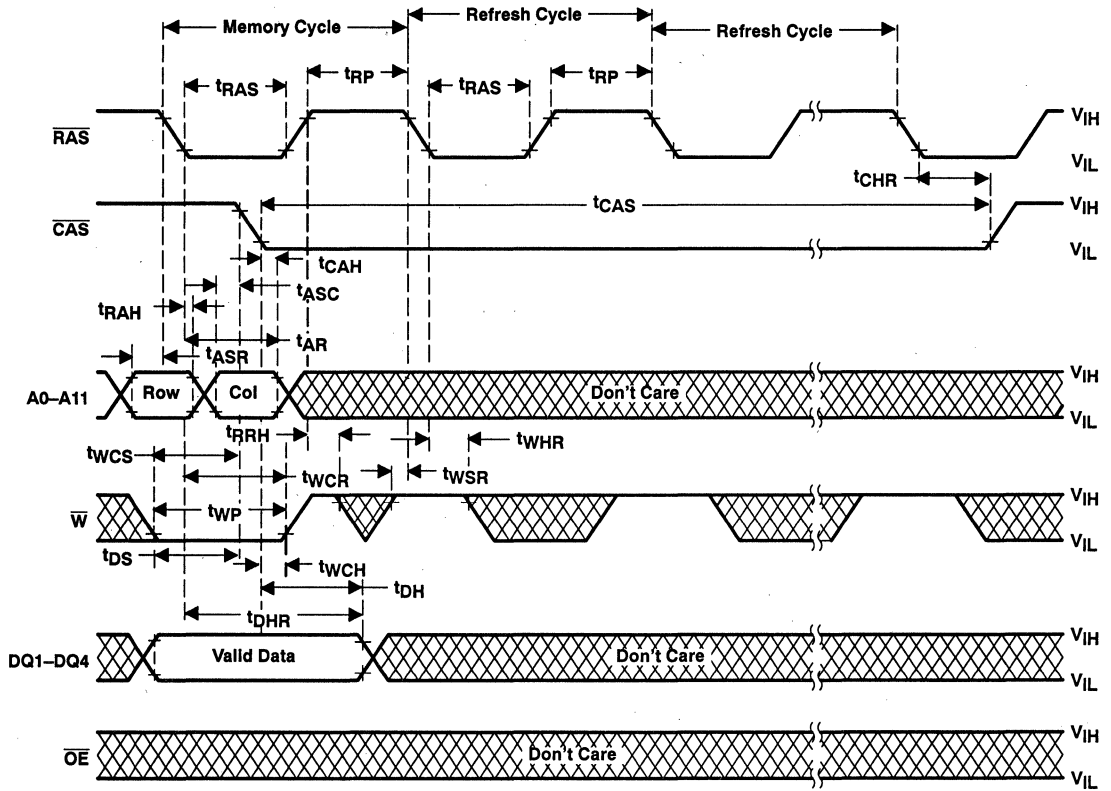 Memory Cycle
Refresh Cycle
Refresh Cycle
tRAS
tRP
tRAS
tRP
RAS
VIH
VIL
tCHR
CAS
tCAS
VIH
VIL
tCAH
tASC
tRAH
tAR
tASR
A0–A11
Row
Col
Don't Care
VIH
VIL
tRRH
tWHR
tWCS
tWCR
tWSR
W
tWP
VIH
VIL
tDS
tWCH
tDH
tDHR
DQ1–DQ4
Valid Data
Don't Care
VIH
VIL
OE
Don't Care
VIH
VIL